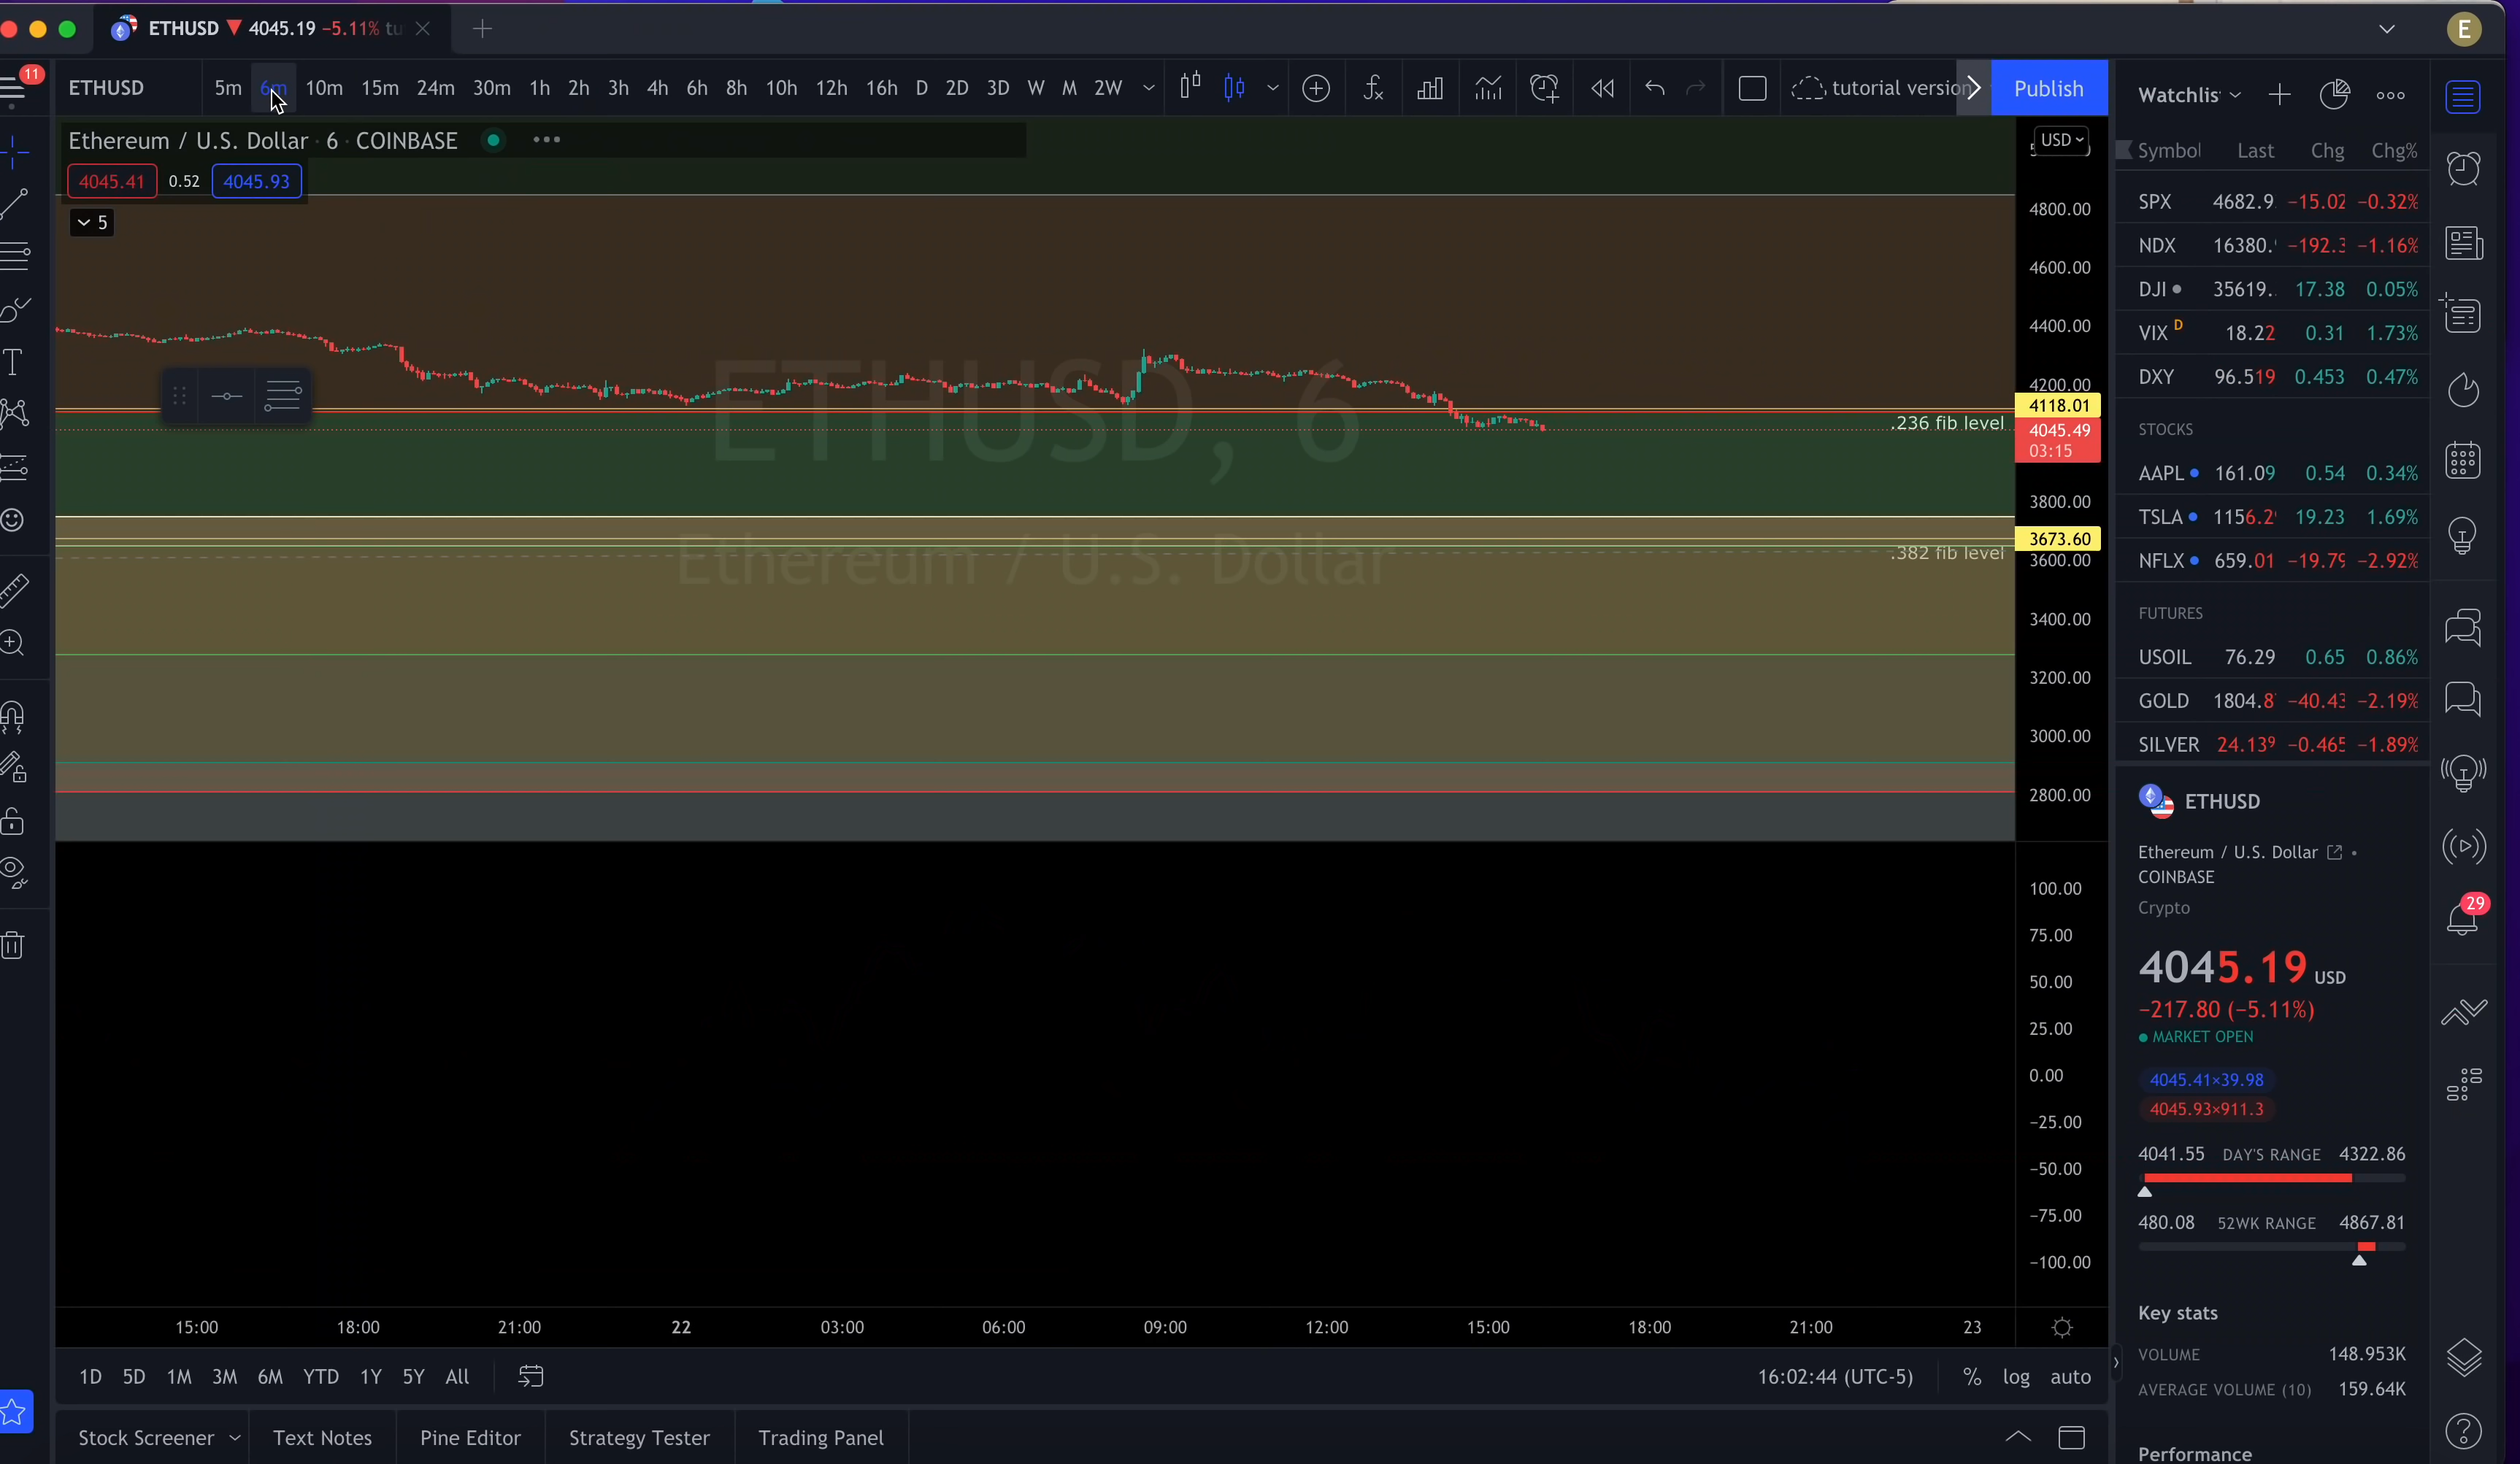 ETHUSD ▼ 4045.19 −5.11% tu
E
11
ETHUSD 5m 6m 10m 15m 24m 30m 1h 2h 3h 4h 6h 8h 10h 12h 16h D 2D 3D W M 2W tutorial version Publish
Ethereum / U.S. Dollar · 6 · COINBASE
4045.41 0.52 4045.93
5
ETHUSD, 6
Ethereum / U.S. Dollar
.236 fib level
.382 fib level
USD
4800.00
4600.00
4400.00
4200.00
4118.01
4045.49
03:15
3800.00
3673.60
3600.00
3400.00
3200.00
3000.00
2800.00
100.00
75.00
50.00
25.00
0.00
−25.00
−50.00
−75.00
−100.00
15:00 18:00 21:00 22 03:00 06:00 09:00 12:00 15:00 18:00 21:00 23
1D 5D 1M 3M 6M YTD 1Y 5Y All 16:02:44 (UTC-5) % log auto
Stock Screener Text Notes Pine Editor Strategy Tester Trading Panel
Watchlis
Symbol Last Chg Chg%
SPX 4682.9 −15.02 −0.32%
NDX 16380. −192.3 −1.16%
DJI 35619. 17.38 0.05%
VIX D 18.22 0.31 1.73%
DXY 96.519 0.453 0.47%
STOCKS
AAPL 161.09 0.54 0.34%
TSLA 1156.2 19.23 1.69%
NFLX 659.01 −19.79 −2.92%
FUTURES
USOIL 76.29 0.65 0.86%
GOLD 1804.8 −40.43 −2.19%
SILVER 24.139 −0.465 −1.89%
ETHUSD
Ethereum / U.S. Dollar
COINBASE
Crypto
4045.19 USD
−217.80 (−5.11%)
MARKET OPEN
4045.41×39.98
4045.93×911.3
4041.55 DAY'S RANGE 4322.86
480.08 52WK RANGE 4867.81
Key stats
VOLUME 148.953K
AVERAGE VOLUME (10) 159.64K
Performance
29